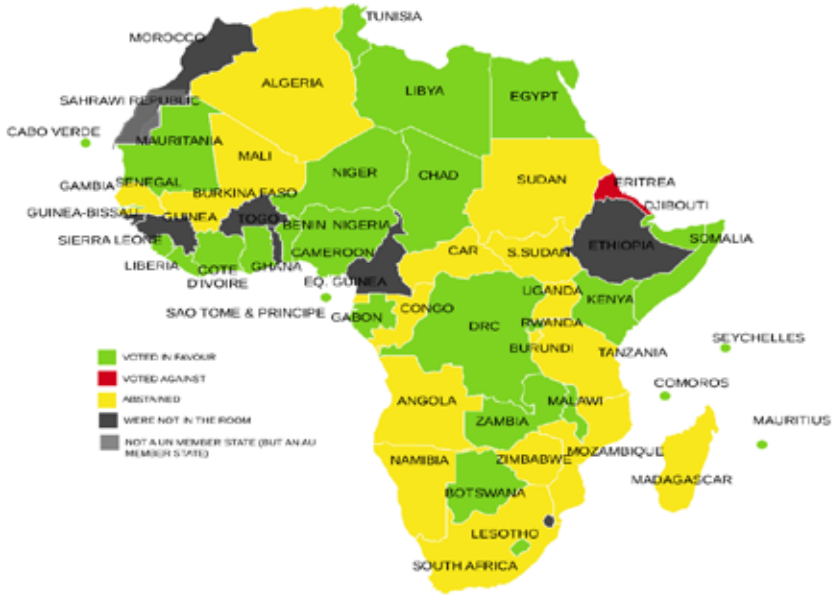 TUNISIA
MOROCCO
ALGERIA
LIBYA
EGYPT
SAHRAWI REPUBLIC
CABO VERDE
MAURITANIA
MALI
NIGER
CHAD
SUDAN
ERITREA
GAMBIA
SENEGAL
BURKINA FASO
DJIBOUTI
GUINEA-BISSAU
GUINEA
TOGO
BENIN
NIGERIA
SIERRA LEONE
SOMALIA
ETHIOPIA
CAMEROON
CAR
S.SUDAN
LIBERIA
COTE
D'IVOIRE
GHANA
EQ. GUINEA
UGANDA
KENYA
SAO TOME & PRINCIPE
GABON
CONGO
DRC
RWANDA
SEYCHELLES
BURUNDI
TANZANIA
VOTED IN FAVOUR
VOTED AGAINST
ABSTAINED
WERE NOT IN THE ROOM
NOT A UN MEMBER STATE (BUT AN AU
MEMBER STATE)
COMOROS
ANGOLA
MALAWI
ZAMBIA
MAURITIUS
NAMIBIA
ZIMBABWE
MOZAMBIQUE
MADAGASCAR
BOTSWANA
LESOTHO
SOUTH AFRICA